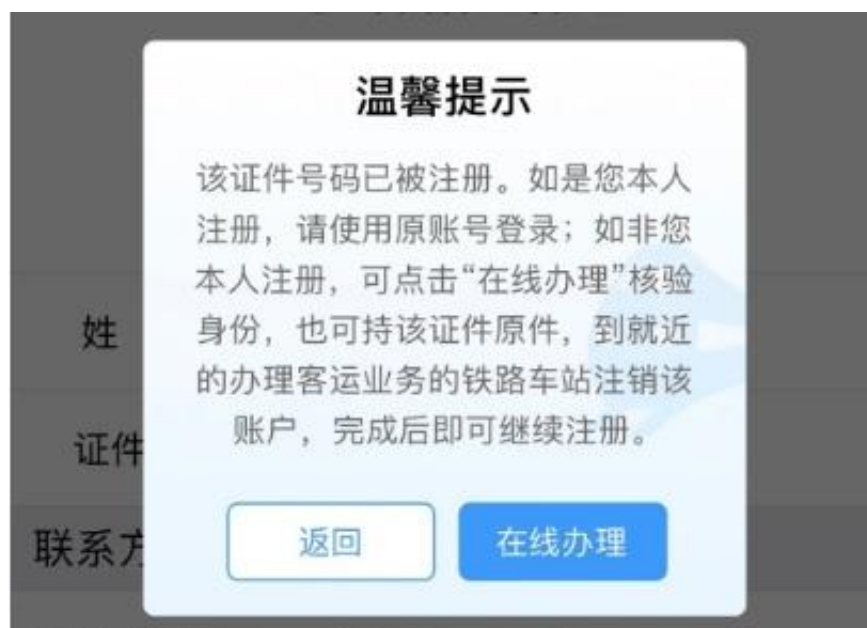 温馨提示
该证件号码已被注册。如是您本人
注册，请使用原账号登录；如非您
本人注册，可点击“在线办理”核验
身份，也可持该证件原件，到就近
的办理客运业务的铁路车站注销该
账户，完成后即可继续注册。
姓
证件
联系方
返回
在线办理